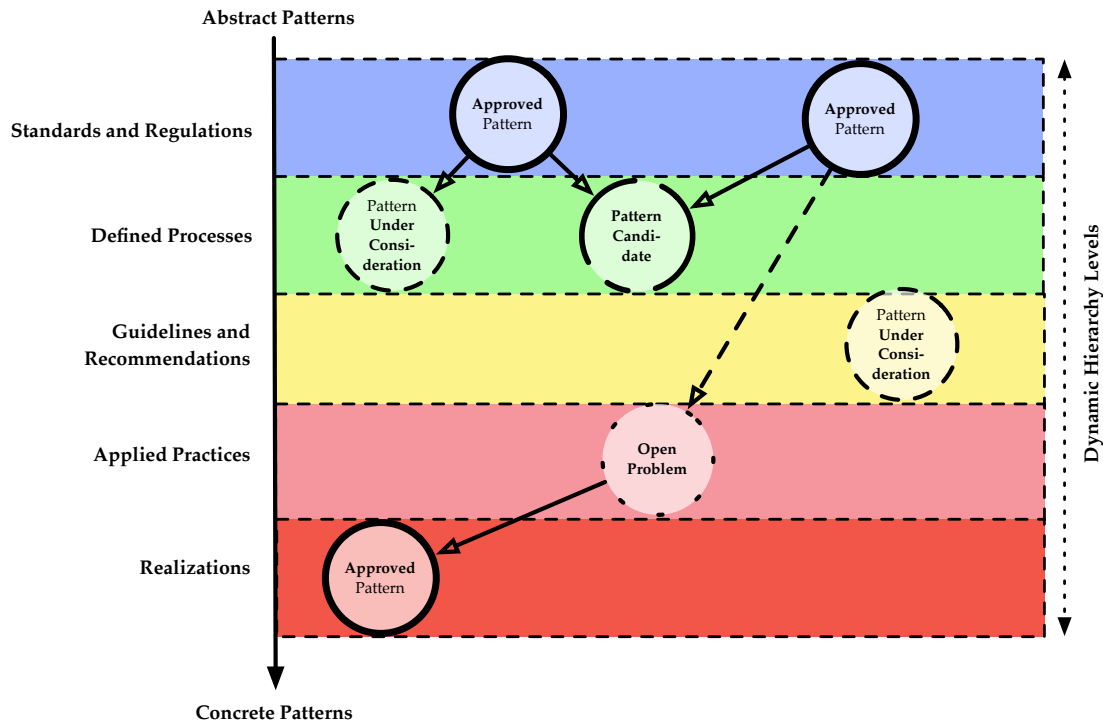 Abstract Patterns
Standards and Regulations
Approved
Pattern
Approved
Pattern
Defined Processes
Pattern
Under
Consi-
deration
Pattern
Candi-
date
Guidelines and
Recommendations
Pattern
Under
Consi-
deration
Applied Practices
Open
Problem
Realizations
Approved
Pattern
Concrete Patterns
Dynamic Hierarchy Levels